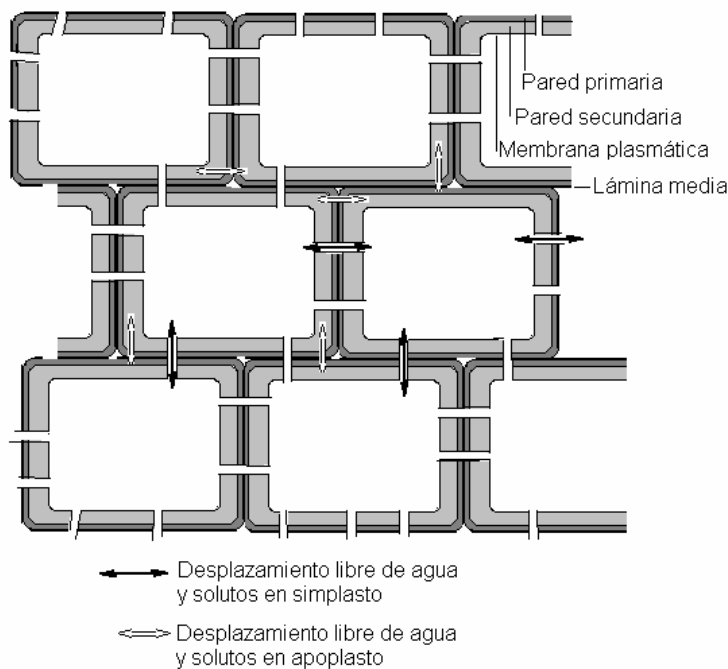 Pared primaria
Pared secundaria
Membrana plasmática
Lámina media
Desplazamiento libre de agua
y solutos en simplasto
Desplazamiento libre de agua
y solutos en apoplasto